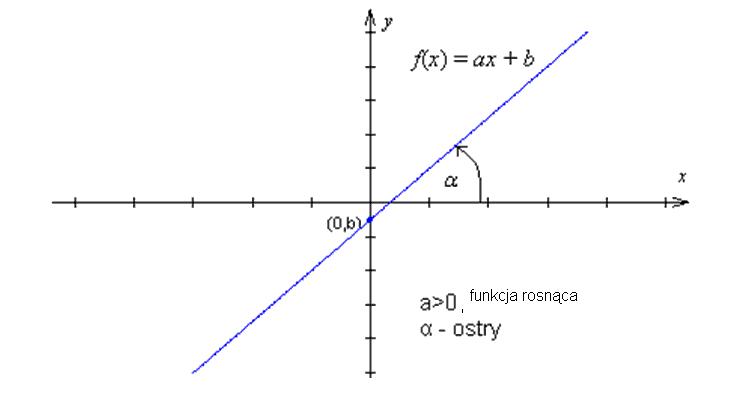 y
f(x) = ax + b
x
α
(0,b)
a>0, funkcja rosnąca
α - ostry